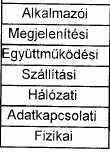 Alkalmazói
Megjelenítési
Együttműködési
Szállítási
Hálózati
Adatkapcsolati
Fizikai